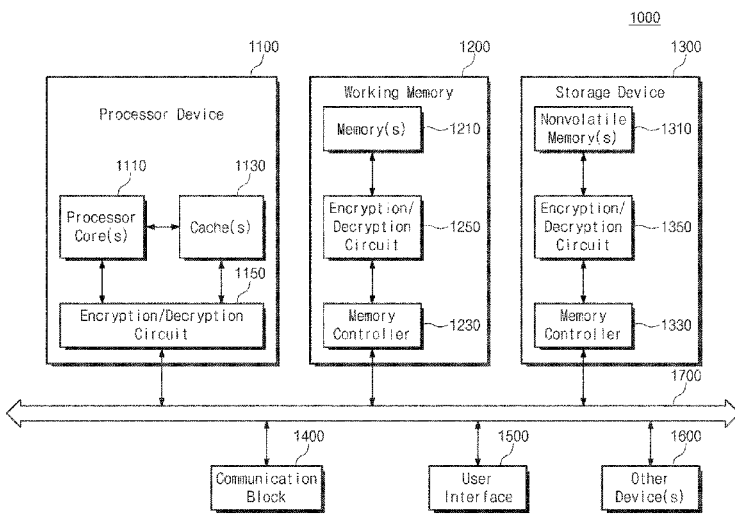 1000
1100
1200
1300
Processor Device
Working Memory
Storage Device
Memory(s)
1210
Nonvolatile
Memory(s)
1310
1110
1130
Processor
Core(s)
Cache(s)
Encryption/
Decryption
Circuit
1250
Encryption/
Decryption
Circuit
1350
1150
Encryption/Decryption
Circuit
Memory
Controller
1230
Memory
Controller
1330
1700
1400
1500
1600
Communication
Block
User
Interface
Other
Device(s)